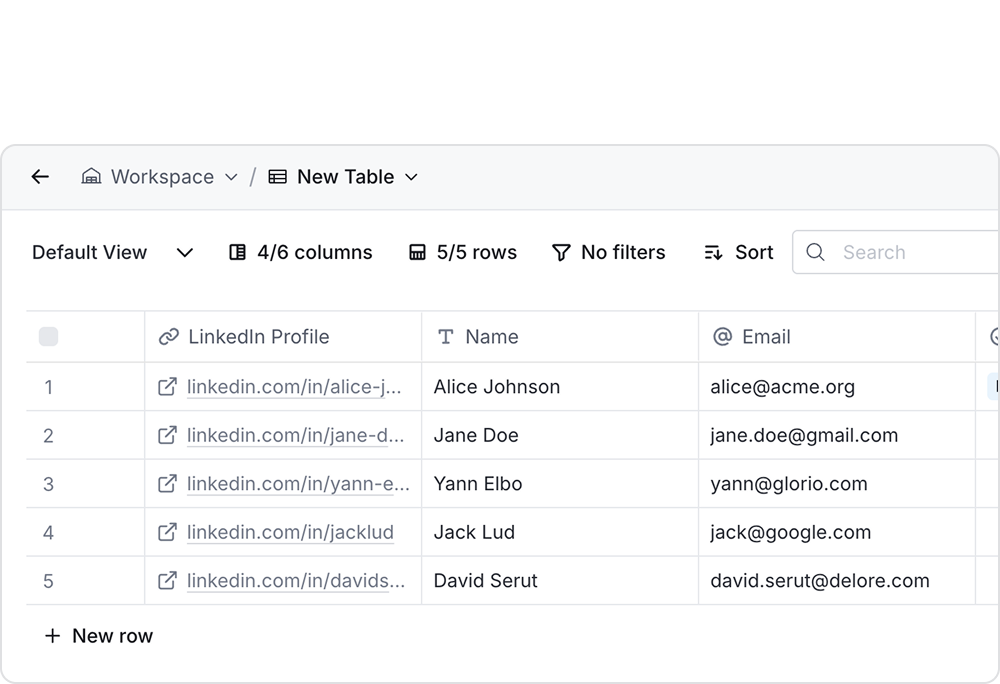 Workspace / New Table
Default View 4/6 columns 5/5 rows No filters Sort Search
LinkedIn Profile Name Email
1 linkedin.com/in/alice-j... Alice Johnson alice@acme.org
2 linkedin.com/in/jane-d... Jane Doe jane.doe@gmail.com
3 linkedin.com/in/yann-e... Yann Elbo yann@glorio.com
4 linkedin.com/in/jacklud Jack Lud jack@google.com
5 linkedin.com/in/davids... David Serut david.serut@delore.com
+ New row